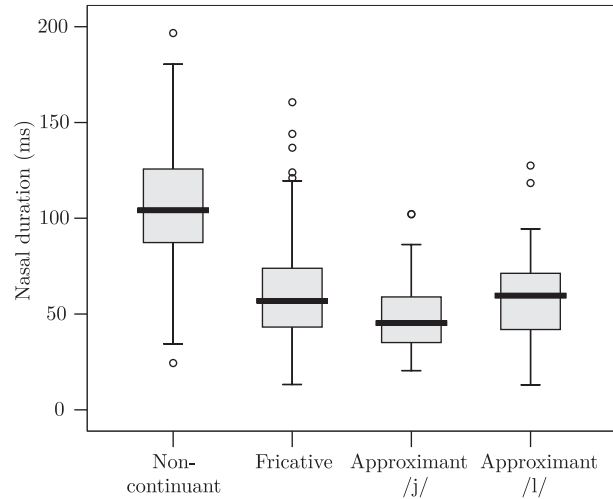 Nasal duration (ms)
200
150
100
50
0
Non-
continuant
Fricative
Approximant
/j/
Approximant
/l/